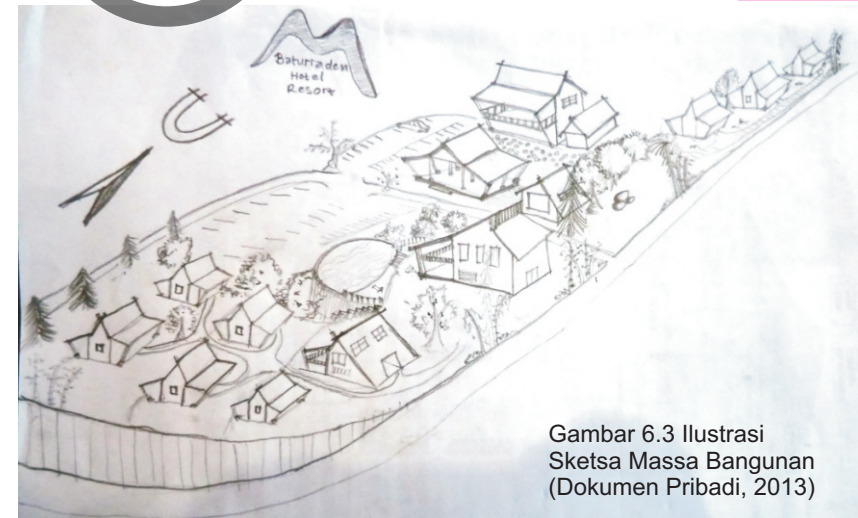 Baturraden
Hotel
Resort
U
Gambar 6.3 Ilustrasi
Sketsa Massa Bangunan
(Dokumen Pribadi, 2013)